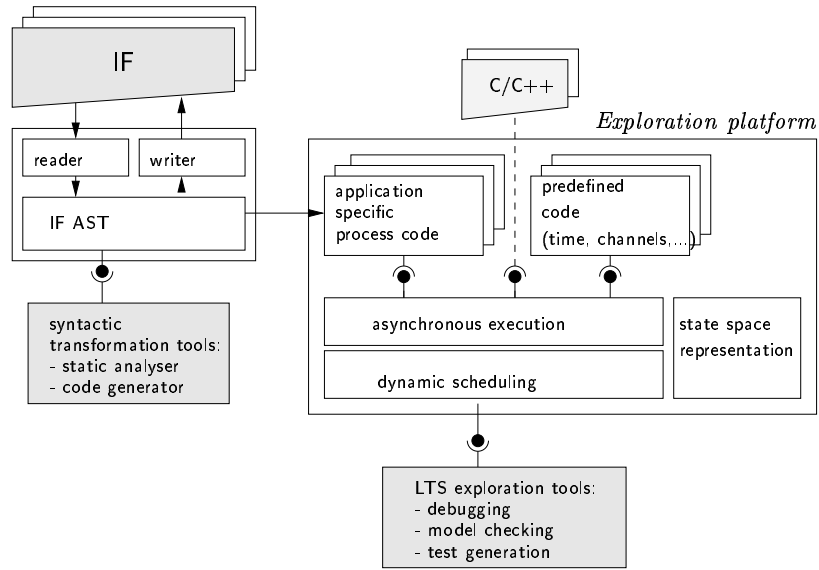 IF
C/C++
Exploration platform
reader
writer
IF AST
application
specific
process code
predefined
code
(time, channels,...)
asynchronous execution
dynamic scheduling
state space
representation
syntactic
transformation tools:
- static analyser
- code generator
LTS exploration tools:
- debugging
- model checking
- test generation